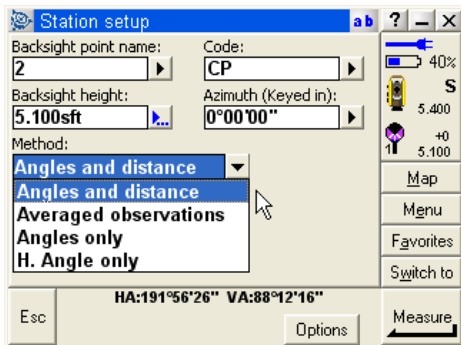 Station setup
ab
? – X
Backsight point name:
Code:
2
CP
Backsight height:
Azimuth (Keyed in):
5.100sft
0°00'00"
Method:
Angles and distance
Angles and distance
Averaged observations
Angles only
H. Angle only
HA:191°56'26" VA:88°12'16"
Esc
Options
40%
S
5.400
+0
1
5.100
Map
Menu
Favorites
Switch to
Measure